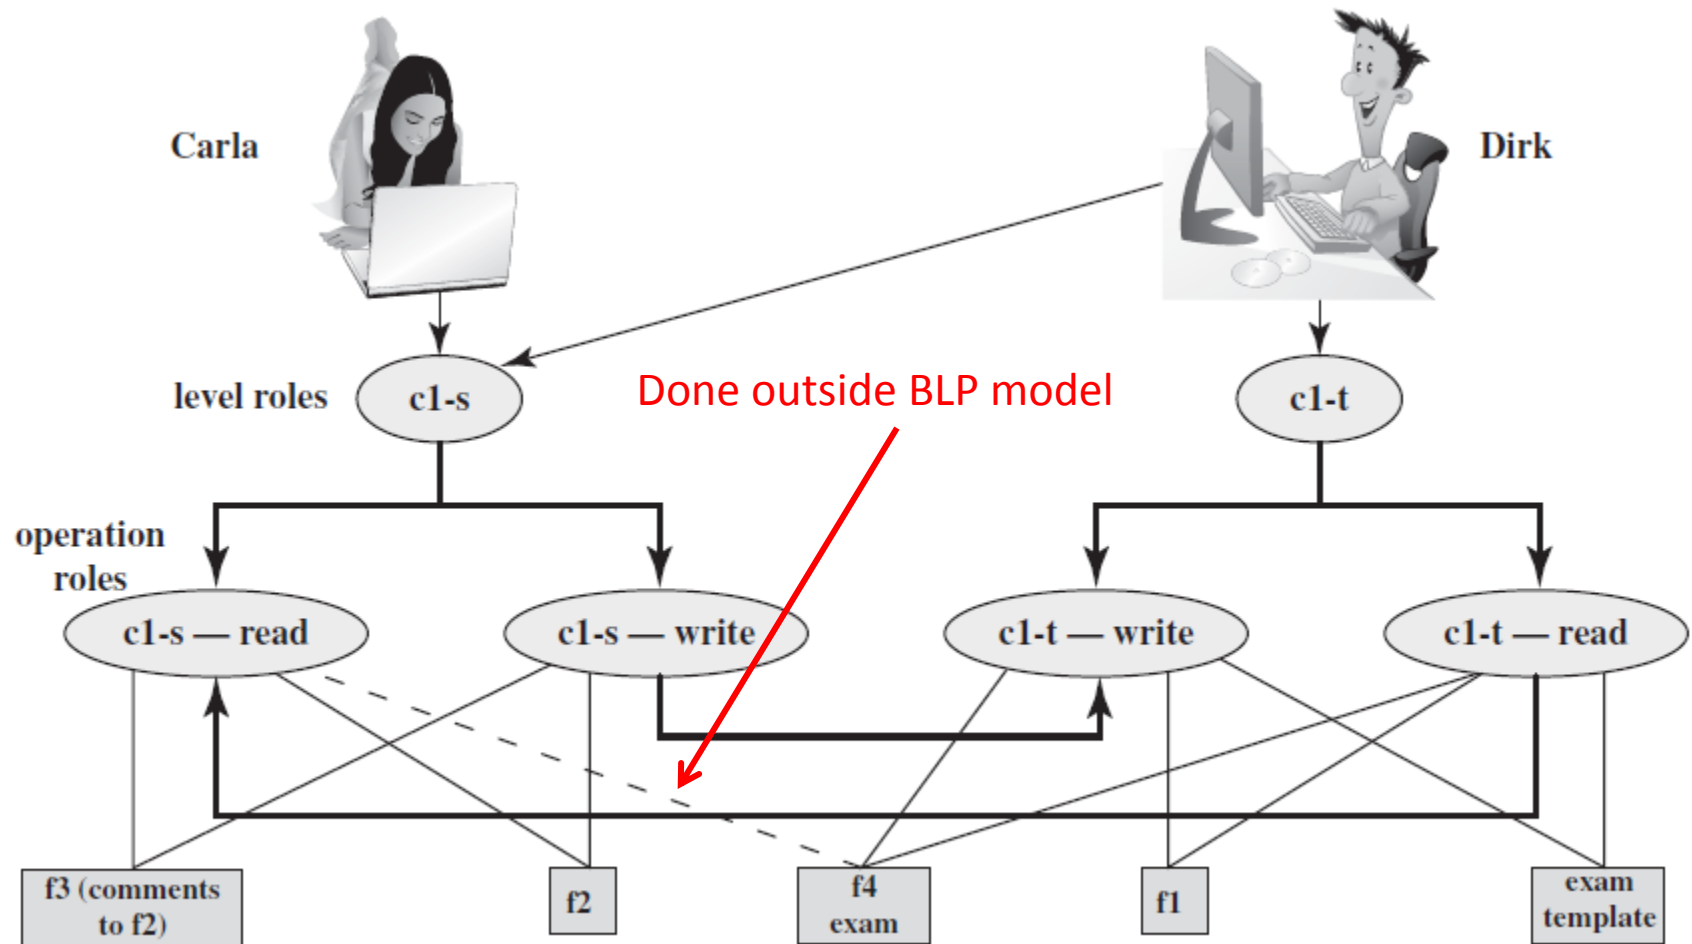 Carla
Dirk
level roles
c1-s
Done outside BLP model
c1-t
operation
roles
c1-s — read
c1-s — write
c1-t — write
c1-t — read
f3 (comments
to f2)
f2
f4
exam
f1
exam
template